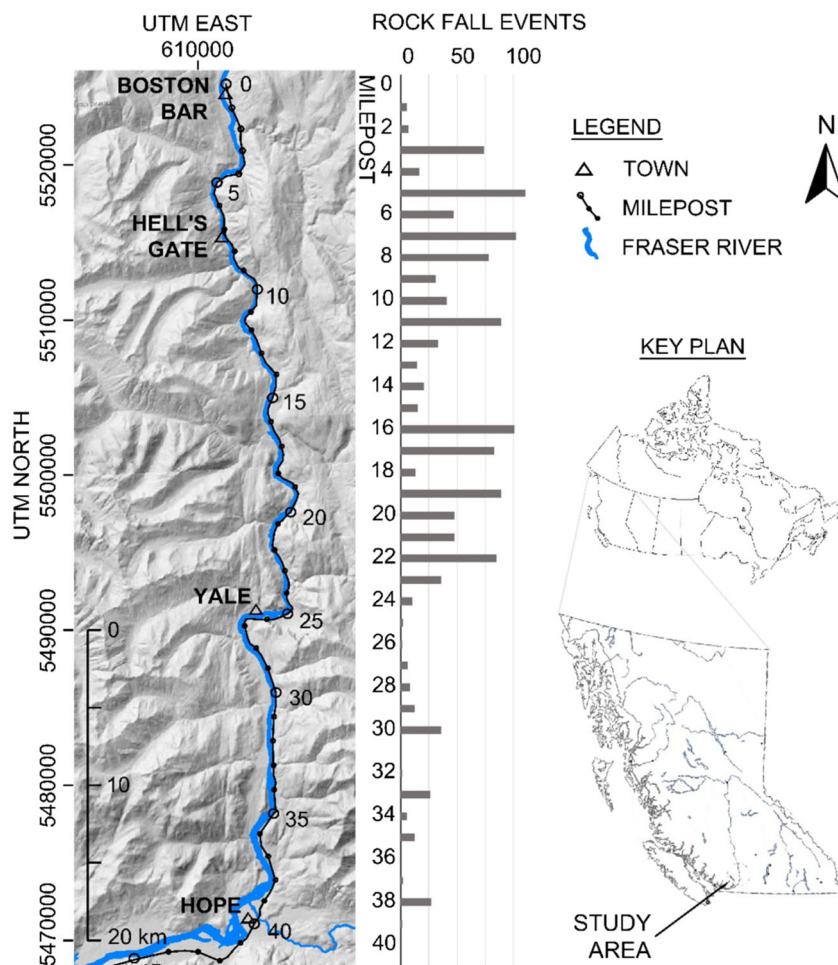 UTM EAST
610000
ROCK FALL EVENTS
0 50 100
MILEPOST
0
2
4
6
8
10
12
14
16
18
20
22
24
26
28
30
32
34
36
38
40
UTM NORTH
5520000
5510000
5500000
5490000
5480000
5470000
BOSTON
BAR
0
5
HELL'S
GATE
10
15
20
YALE
25
30
35
HOPE
40
0
10
20 km
LEGEND
TOWN
MILEPOST
FRASER RIVER
N
KEY PLAN
STUDY
AREA